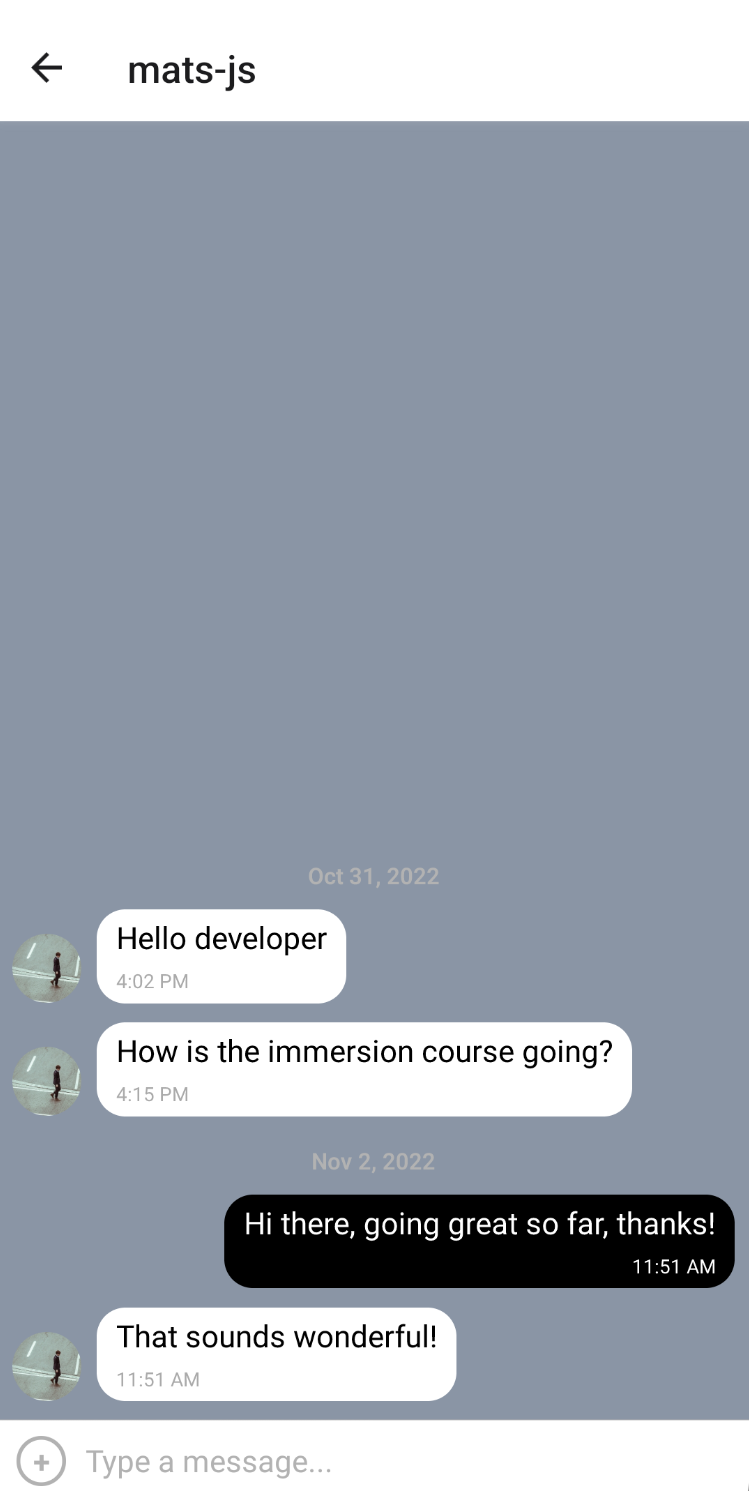 mats-js
Oct 31, 2022
Hello developer
4:02 PM
How is the immersion course going?
4:15 PM
Nov 2, 2022
Hi there, going great so far, thanks!
11:51 AM
That sounds wonderful!
11:51 AM
Type a message...